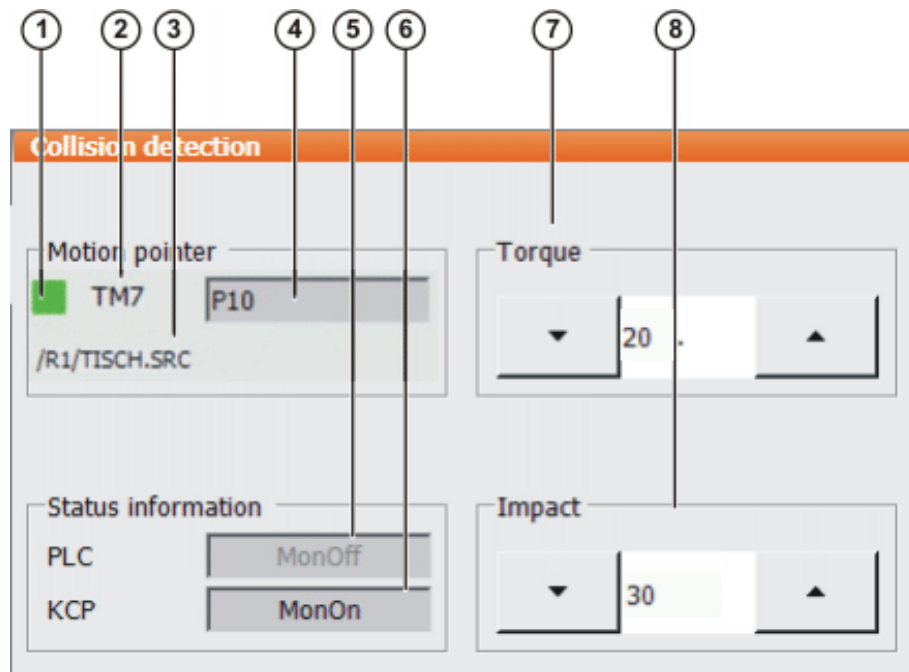 1 2 3 4 5 6 7 8
Collision detection
Motion pointer
TM7 P10
/R1/TISCH.SRC
Torque
20 .
Status information
PLC MonOff
KCP MonOn
Impact
30